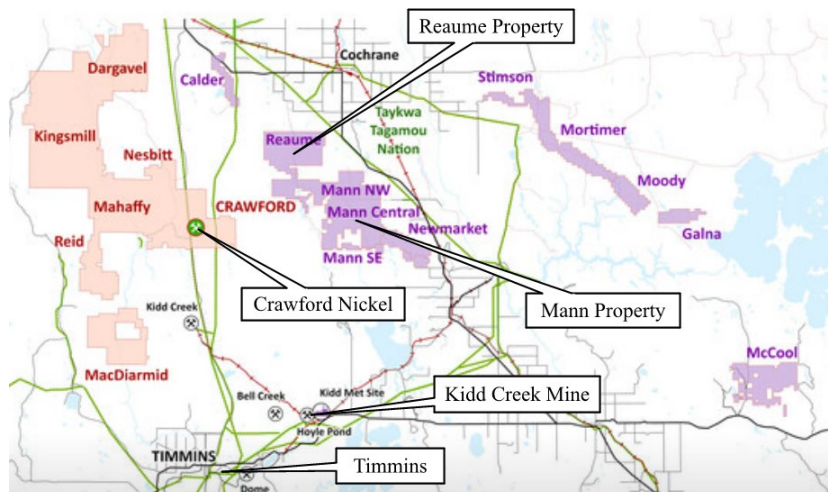 Reaume Property
Cochrane
Dargavel
Calder
Stimson
Taykwa
Tagamou
Nation
Kingsmill
Reaume
Mortimer
Nesbitt
Mann NW
Moody
Mahaffy
CRAWFORD
Mann Central
Newmarket
Galna
Reid
Mann SE
Crawford Nickel
Mann Property
Kidd Creek
McCool
MacDiarmid
Kidd Met Site
Bell Creek
Kidd Creek Mine
Hoyle Pond
TIMMINS
Timmins
Dome